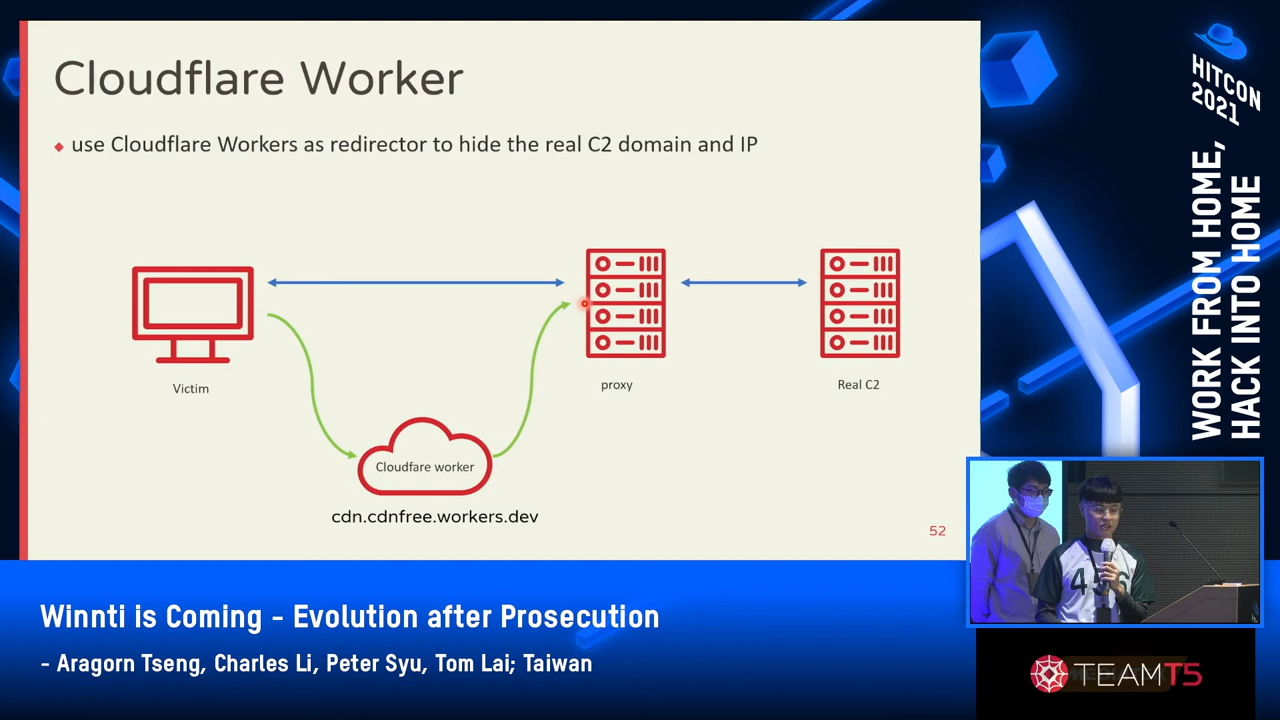 Cloudflare Worker
◆ use Cloudflare Workers as redirector to hide the real C2 domain and IP
Victim
proxy
Real C2
Cloudfare worker
cdn.cdnfree.workers.dev
52
HITCON
2021
WORK FROM HOME,
HACK INTO HOME
456
Winnti is Coming - Evolution after Prosecution
- Aragorn Tseng, Charles Li, Peter Syu, Tom Lai; Taiwan
TEAMT5